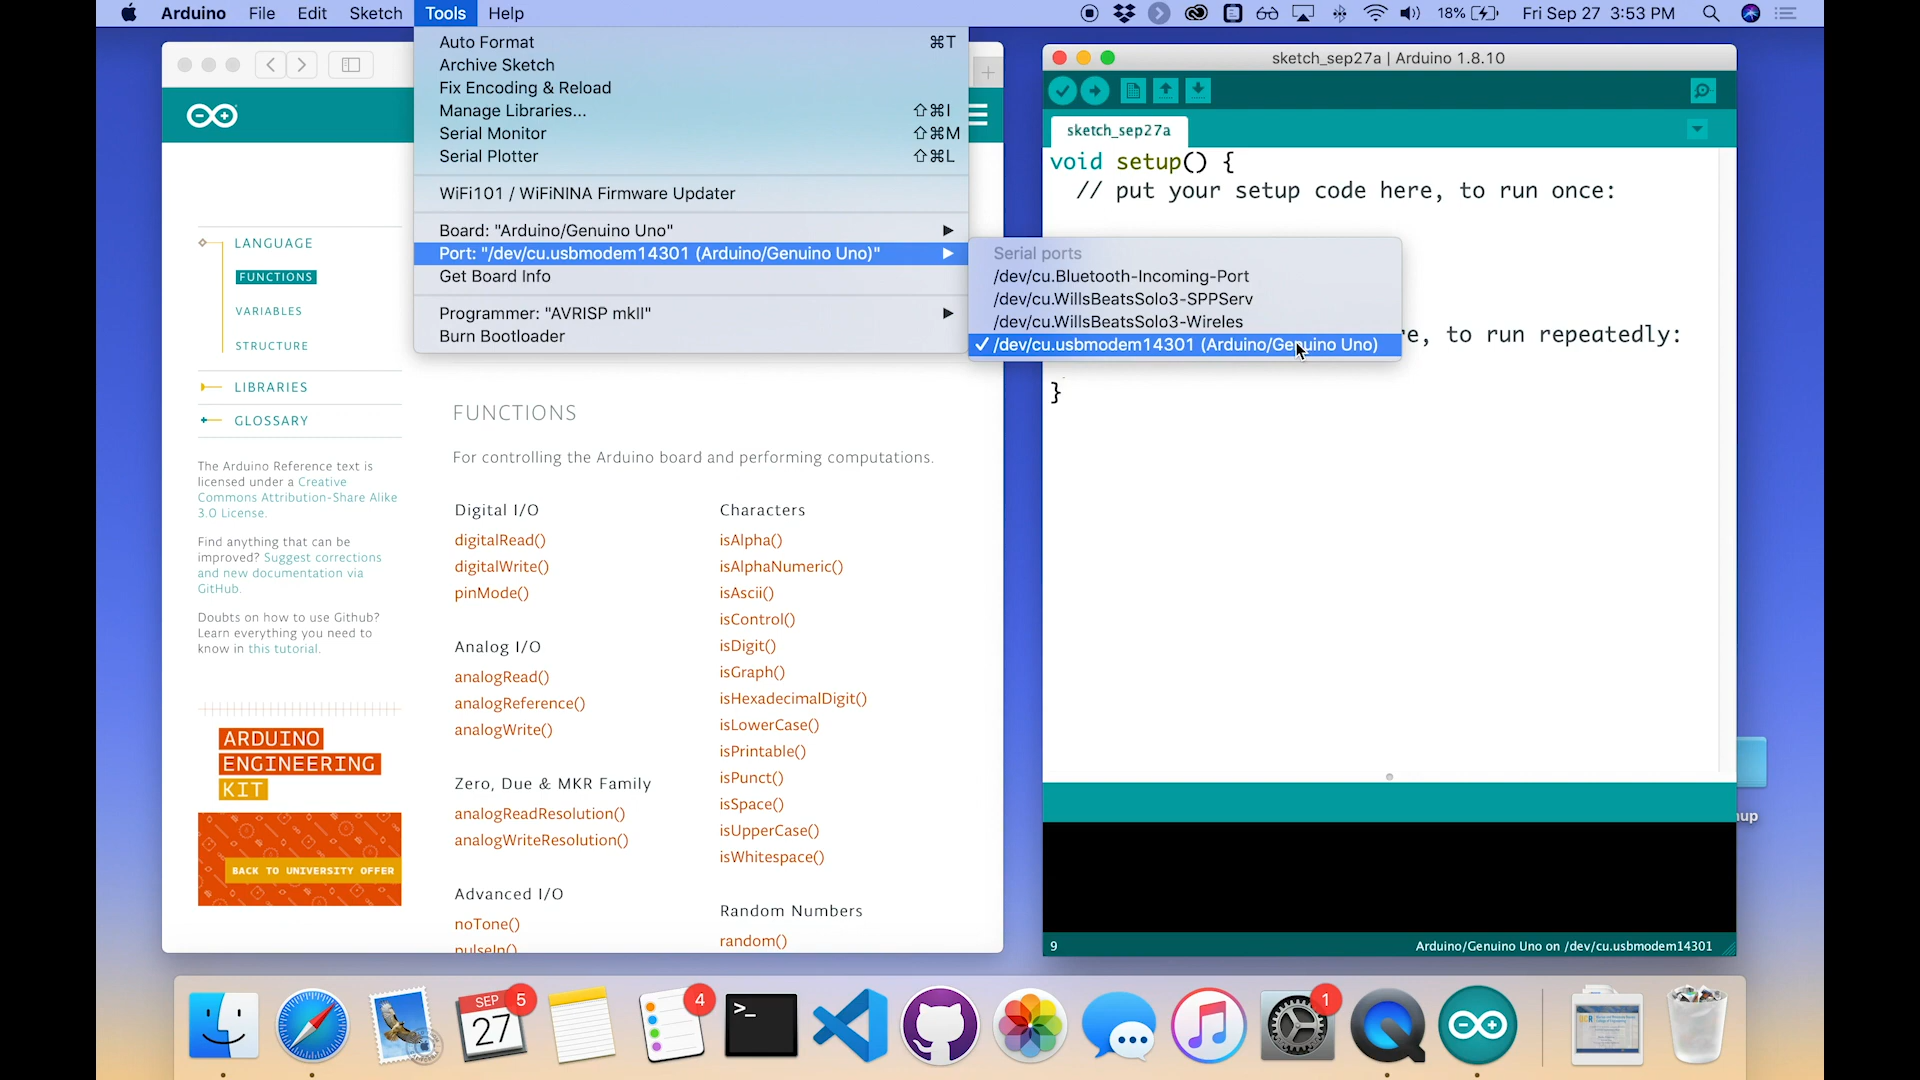 Arduino File Edit Sketch Tools Help
18% Fri Sep 27 3:53 PM
Auto Format ⌘T
Archive Sketch
Fix Encoding & Reload
Manage Libraries... ⇧⌘I
Serial Monitor ⇧⌘M
Serial Plotter ⇧⌘L
WiFi101 / WiFiNINA Firmware Updater
Board: "Arduino/Genuino Uno"
Port: "/dev/cu.usbmodem14301 (Arduino/Genuino Uno)"
Get Board Info
Programmer: "AVRISP mkII"
Burn Bootloader
Serial ports
/dev/cu.Bluetooth-Incoming-Port
/dev/cu.WillsBeatsSolo3-SPPServ
/dev/cu.WillsBeatsSolo3-Wireles
✓ /dev/cu.usbmodem14301 (Arduino/Genuino Uno)
LANGUAGE
FUNCTIONS
VARIABLES
STRUCTURE
LIBRARIES
GLOSSARY
The Arduino Reference text is
licensed under a Creative
Commons Attribution-Share Alike
3.0 License.
Find anything that can be
improved? Suggest corrections
and new documentation via
GitHub.
Doubts on how to use Github?
Learn everything you need to
know in this tutorial.
ARDUINO
ENGINEERING
KIT
BACK TO UNIVERSITY OFFER
FUNCTIONS
For controlling the Arduino board and performing computations.
Digital I/O
digitalRead()
digitalWrite()
pinMode()
Analog I/O
analogRead()
analogReference()
analogWrite()
Zero, Due & MKR Family
analogReadResolution()
analogWriteResolution()
Advanced I/O
noTone()
pulseIn()
Characters
isAlpha()
isAlphaNumeric()
isAscii()
isControl()
isDigit()
isGraph()
isHexadecimalDigit()
isLowerCase()
isPrintable()
isPunct()
isSpace()
isUpperCase()
isWhitespace()
Random Numbers
random()
sketch_sep27a | Arduino 1.8.10
sketch_sep27a
void setup() {
// put your setup code here, to run once:
re, to run repeatedly:
}
9
Arduino/Genuino Uno on /dev/cu.usbmodem14301
SEP
27
5
4
1